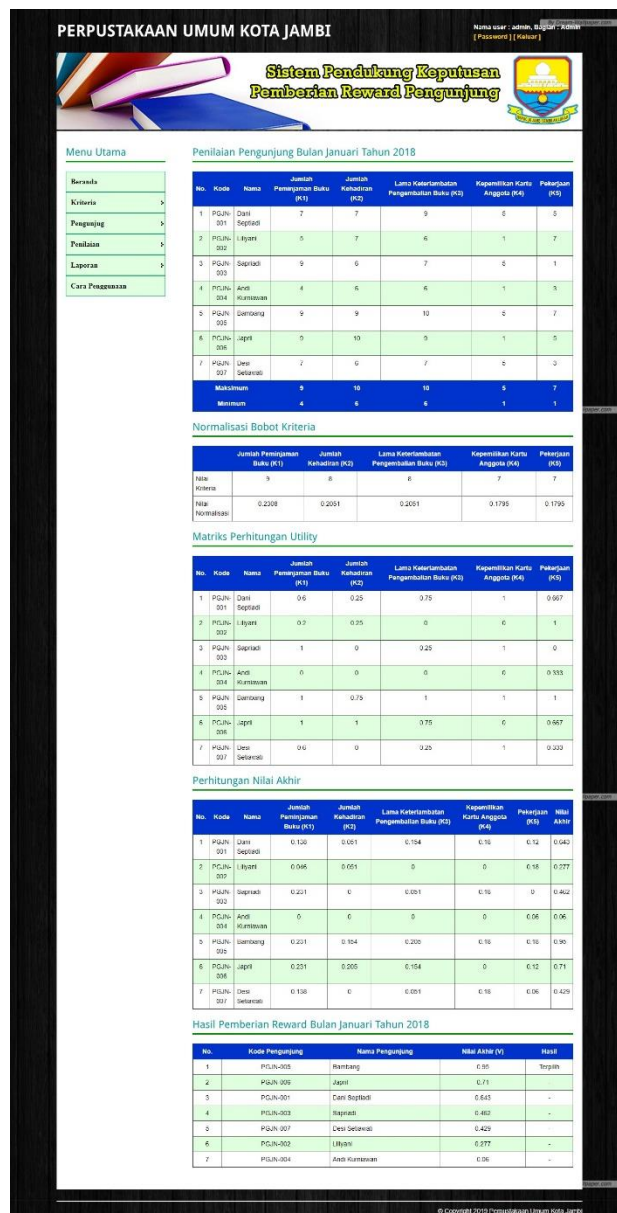 PERPUSTAKAAN UMUM KOTA JAMBI
Nama user : admin, Bagian : Admin
[ Password ] [ Keluar ]
Sistem Pendukung Keputusan
Pemberian Reward Pengunjung
Menu Utama
Beranda
Kriteria
Pengunjug
Penilaian
Laporan
Cara Penggunaan
Penilaian Pengunjung Bulan Januari Tahun 2018
No. Kode Nama Jumlah Peminjaman Buku (K1) Jumlah Kehadiran (K2) Lama Keterlambatan Pengembalian Buku (K3) Kepemilikan Kartu Anggota (K4) Pekerjaan (K5)
1 PGJN-001 Dani Septiadi 7 7 9 5 5
2 PGJN-002 Liliyani 5 7 6 1 7
3 PGJN-003 Sapriadi 9 6 7 5 1
4 PGJN-004 Andi Kurniawan 4 6 6 1 3
5 PGJN-005 Bambang 9 9 10 5 7
6 PGJN-006 Japril 9 10 9 1 5
7 PGJN-007 Desi Setiawati 7 6 7 5 3
Maksimum 9 10 10 5 7
Minimum 4 6 6 1 1
Normalisasi Bobot Kriteria
Jumlah Peminjaman Buku (K1) Jumlah Kehadiran (K2) Lama Keterlambatan Pengembalian Buku (K3) Kepemilikan Kartu Anggota (K4) Pekerjaan (K5)
Nilai Kriteria 9 8 8 7 7
Nilai Normalisasi 0.2308 0.2051 0.2051 0.1795 0.1795
Matriks Perhitungan Utility
No. Kode Nama Jumlah Peminjaman Buku (K1) Jumlah Kehadiran (K2) Lama Keterlambatan Pengembalian Buku (K3) Kepemilikan Kartu Anggota (K4) Pekerjaan (K5)
1 PGJN-001 Dani Septiadi 0.6 0.25 0.75 1 0.667
2 PGJN-002 Liliyani 0.2 0.25 0 0 1
3 PGJN-003 Sapriadi 1 0 0.25 1 0
4 PGJN-004 Andi Kurniawan 0 0 0 0 0.333
5 PGJN-005 Bambang 1 0.75 1 1 1
6 PGJN-006 Japril 1 1 0.75 0 0.667
7 PGJN-007 Desi Setiawati 0.6 0 0.25 1 0.333
Perhitungan Nilai Akhir
No. Kode Nama Jumlah Peminjaman Buku (K1) Jumlah Kehadiran (K2) Lama Keterlambatan Pengembalian Buku (K3) Kepemilikan Kartu Anggota (K4) Pekerjaan (K5) Nilai Akhir
1 PGJN-001 Dani Septiadi 0.138 0.051 0.154 0.18 0.12 0.643
2 PGJN-002 Liliyani 0.046 0.051 0 0 0.18 0.277
3 PGJN-003 Sapriadi 0.231 0 0.051 0.18 0 0.462
4 PGJN-004 Andi Kurniawan 0 0 0 0 0.06 0.06
5 PGJN-005 Bambang 0.231 0.154 0.205 0.18 0.18 0.95
6 PGJN-006 Japril 0.231 0.205 0.154 0 0.12 0.71
7 PGJN-007 Desi Setiawati 0.138 0 0.051 0.18 0.06 0.429
Hasil Pemberian Reward Bulan Januari Tahun 2018
No. Kode Pengunjung Nama Pengunjung Nilai Akhir (V) Hasil
1 PGJN-005 Bambang 0.95 Terpilih
2 PGJN-006 Japril 0.71 -
3 PGJN-001 Dani Septiadi 0.643 -
4 PGJN-003 Sapriadi 0.462 -
5 PGJN-007 Desi Setiawati 0.429 -
6 PGJN-002 Liliyani 0.277 -
7 PGJN-004 Andi Kurniawan 0.06 -
© Copyright 2019 Perpustakaan Umum Kota Jambi